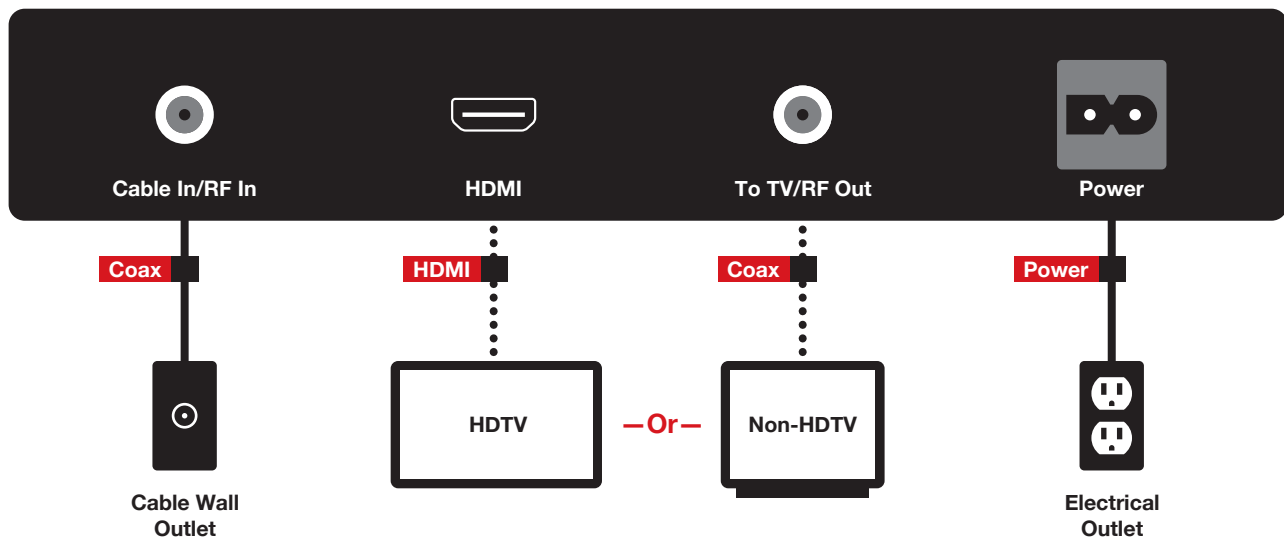 Cable In/RF In
HDMI
To TV/RF Out
Power
Coax
HDMI
Coax
Power
HDTV
Or
Non-HDTV
Cable Wall
Outlet
Electrical
Outlet